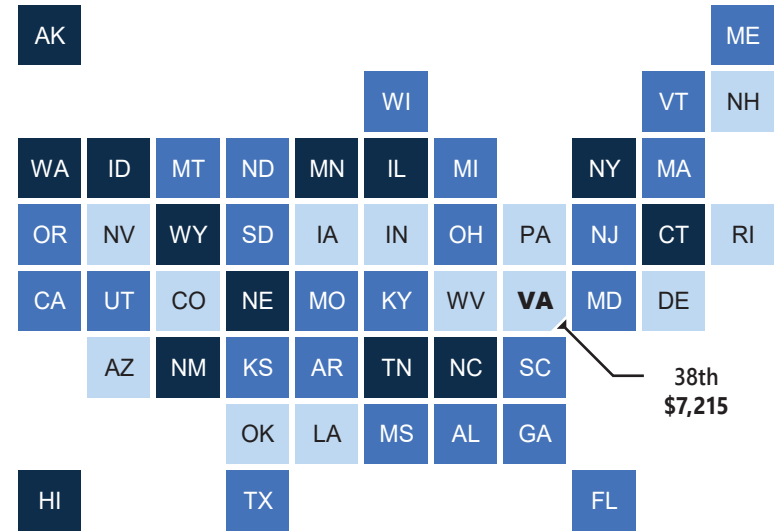 AK ME
WI VT NH
WA ID MT ND MN IL MI NY MA
OR NV WY SD IA IN OH PA NJ CT RI
CA UT CO NE MO KY WV VA MD DE
AZ NM KS AR TN NC SC
38th
$7,215
OK LA MS AL GA
HI TX FL